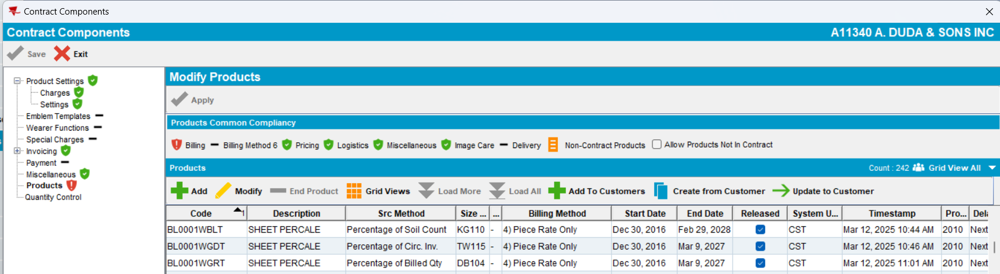 Contract Components
Contract Components A11340 A. DUDA & SONS INC
Save Exit
Product Settings
Charges
Settings
Emblem Templates
Wearer Functions
Special Charges
Invoicing
Payment
Miscellaneous
Products
Quantity Control
Modify Products
Apply
Products Common Compliancy
Billing Billing Method 6 Pricing Logistics Miscellaneous Image Care Delivery Non-Contract Products Allow Products Not In Contract
Products Count : 242 Grid View All
Add Modify End Product Grid Views Load More Load All Add To Customers Create from Customer Update to Customer
Code 1 Description Src Method Size ... ... Billing Method Start Date End Date Released System U... Timestamp Pro... Dela
BL0001WBLT SHEET PERCALE Percentage of Soil Count KG110 - 4) Piece Rate Only Dec 30, 2016 Feb 29, 2028 CST Mar 12, 2025 10:44 AM 2010 Next
BL0001WGDT SHEET PERCALE Percentage of Circ. Inv. TW115 - 4) Piece Rate Only Dec 30, 2016 Mar 9, 2027 CST Mar 12, 2025 10:46 AM 2010 Next
BL0001WGRT SHEET PERCALE Percentage of Billed Qty DB104 - 4) Piece Rate Only Dec 30, 2016 Mar 9, 2027 CST Mar 12, 2025 11:01 AM 2010 Next